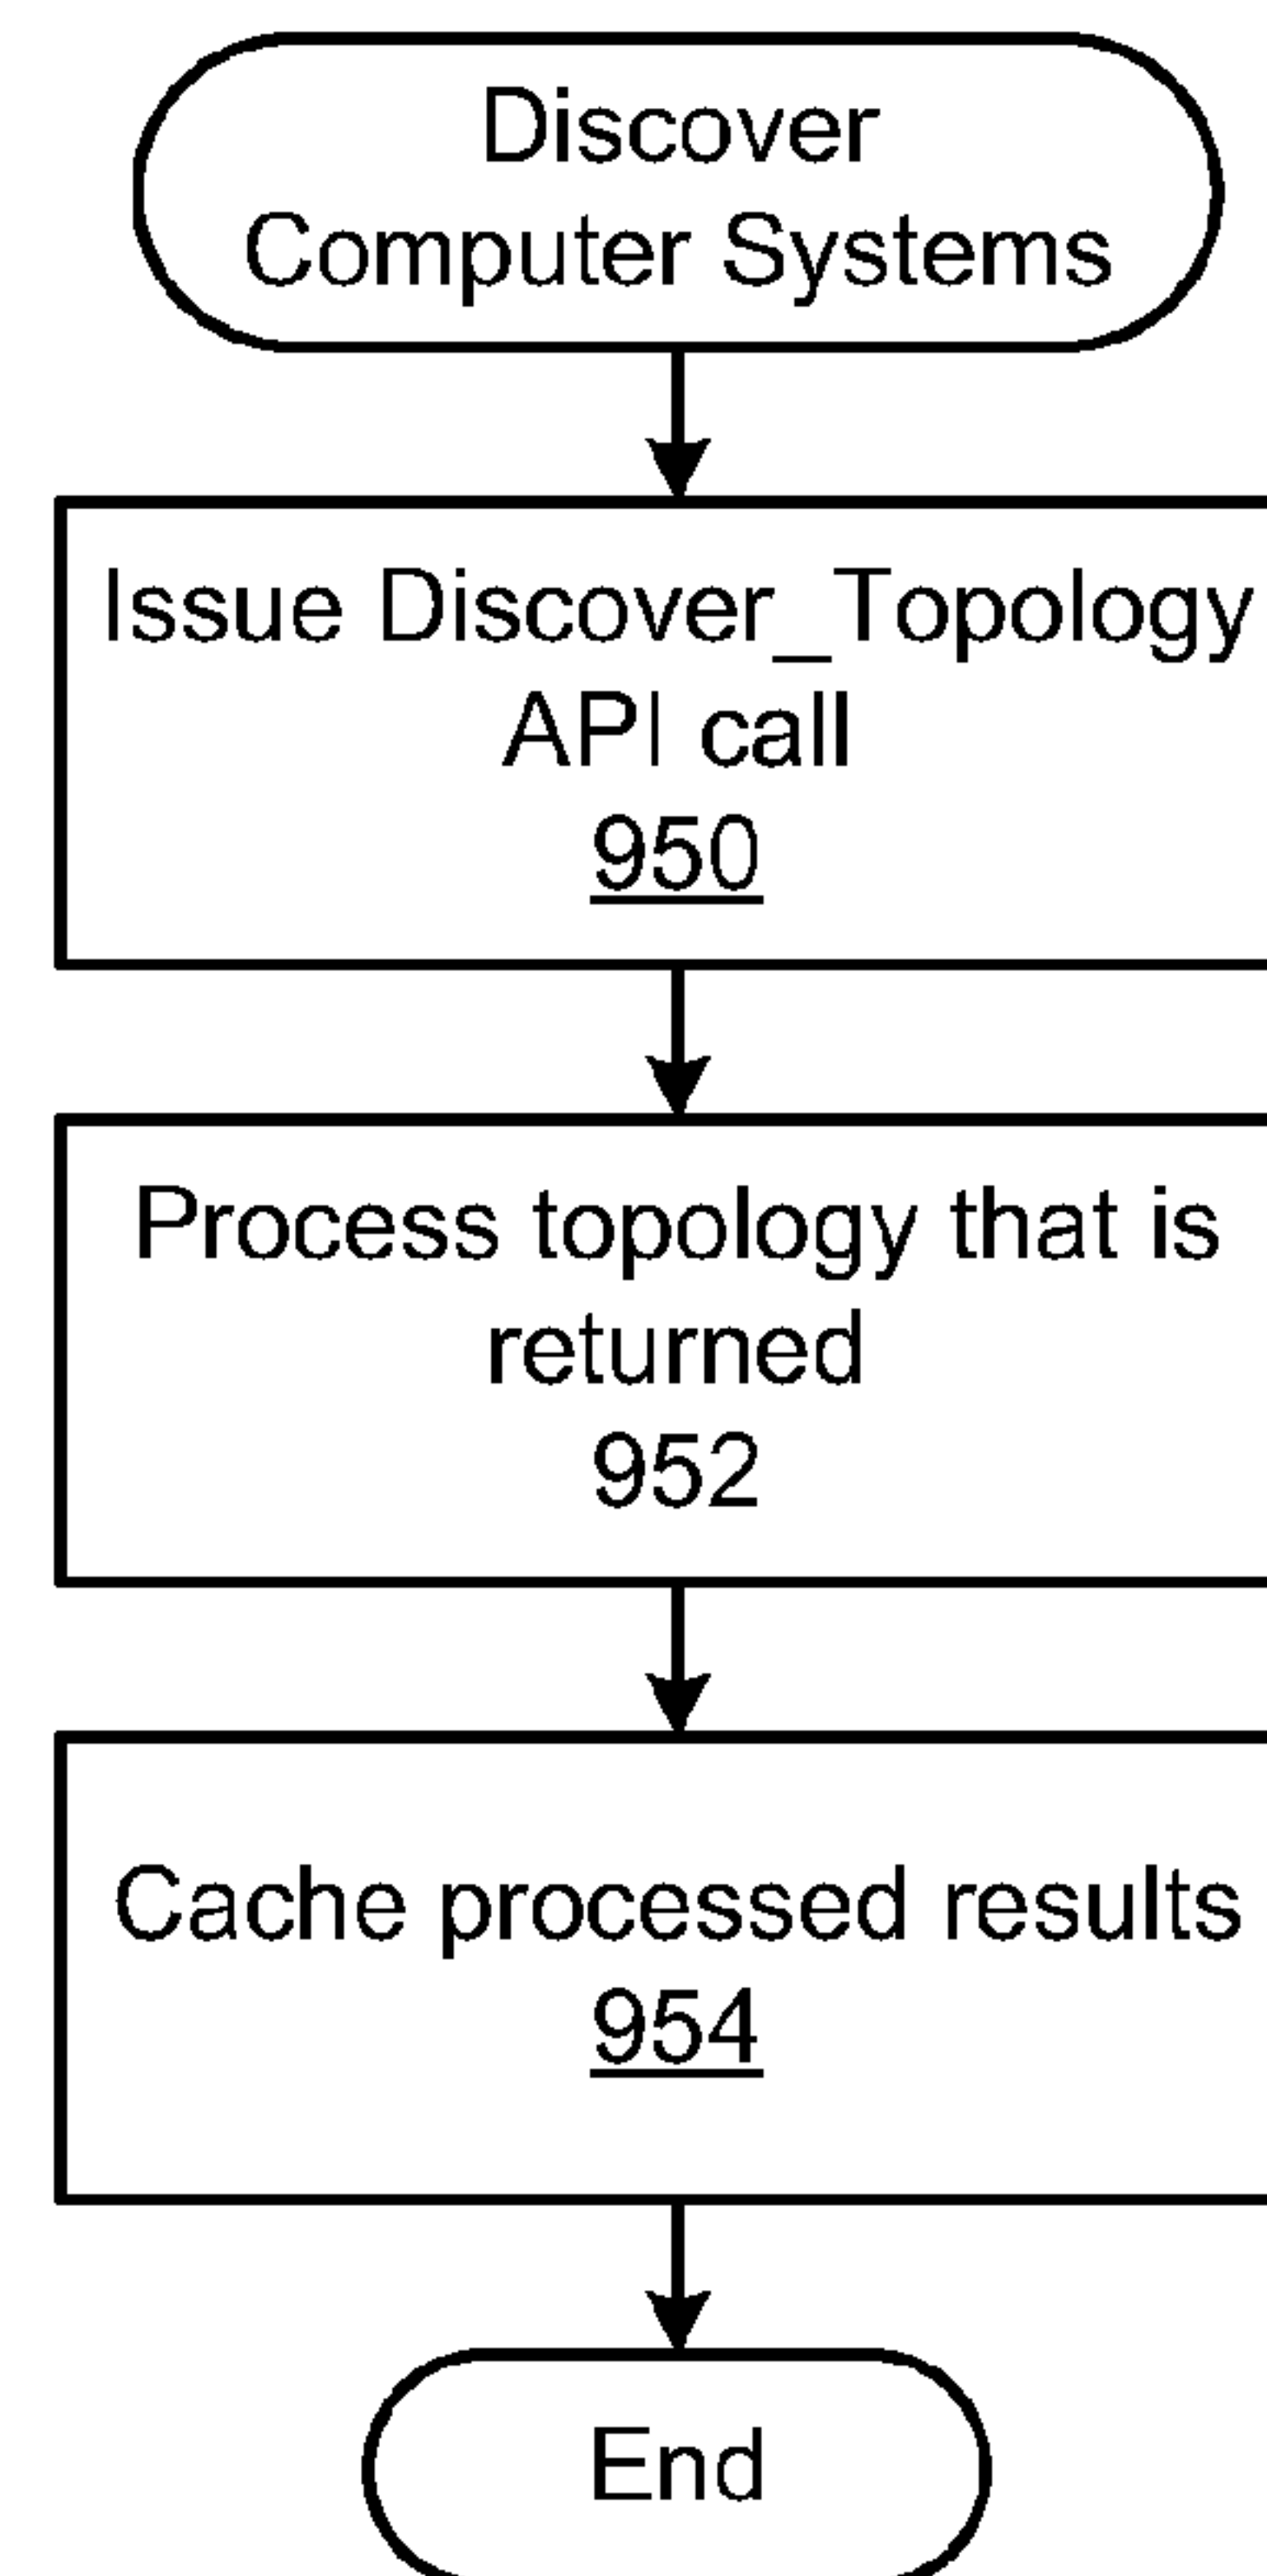 Discover
Computer Systems
Issue Discover_Topology
API call
950
Process topology that is
returned
952
Cache processed results
954
End